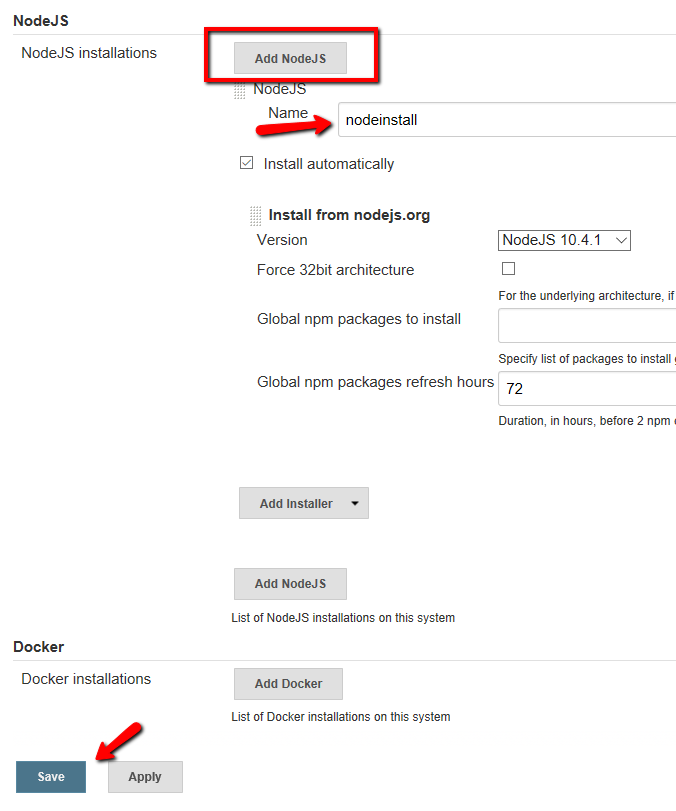 NodeJS
NodeJS installations
Add NodeJS
NodeJS
Name
nodeinstall
Install automatically
Install from nodejs.org
Version
NodeJS 10.4.1
Force 32bit architecture
For the underlying architecture, if
Global npm packages to install
Specify list of packages to install
Global npm packages refresh hours
72
Duration, in hours, before 2 npm
Add Installer
Add NodeJS
List of NodeJS installations on this system
Docker
Docker installations
Add Docker
List of Docker installations on this system
Save
Apply